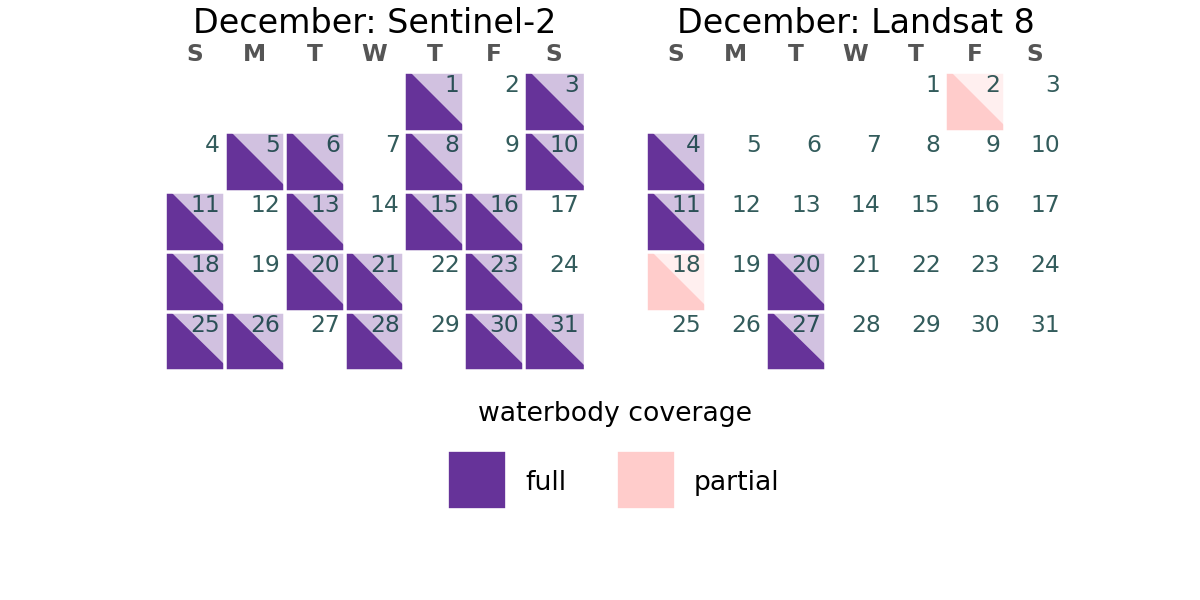 December: Sentinel-2
S M T W T F S
1 2 3
4 5 6 7 8 9 10
11 12 13 14 15 16 17
18 19 20 21 22 23 24
25 26 27 28 29 30 31
December: Landsat 8
S M T W T F S
1 2 3
4 5 6 7 8 9 10
11 12 13 14 15 16 17
18 19 20 21 22 23 24
25 26 27 28 29 30 31
waterbody coverage
full
partial